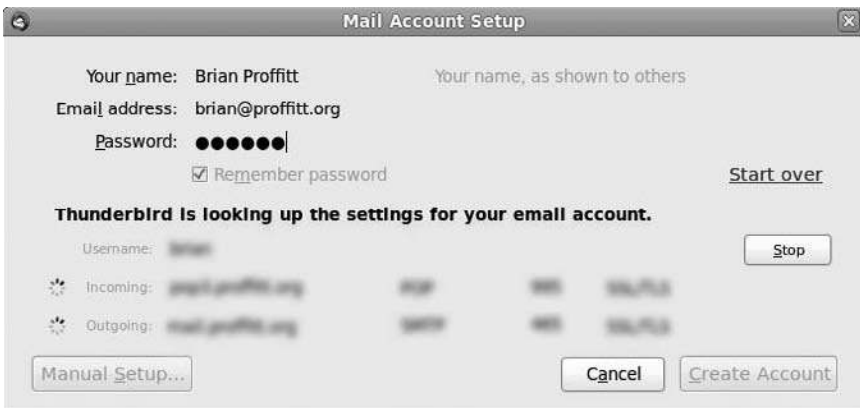 Mail Account Setup
Your name: Brian Proffitt Your name, as shown to others
Email address: brian@proffitt.org
Password: ●●●●●●
Remember password
Start over
Thunderbird is looking up the settings for your email account.
Username:
Stop
Incoming:
Outgoing:
Manual Setup...
Cancel
Create Account